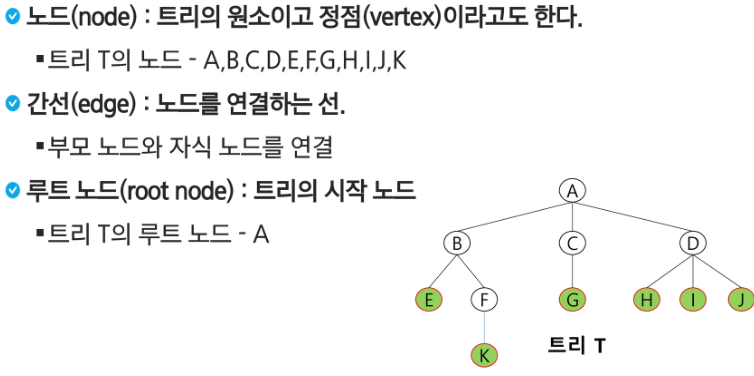 노드(node) : 트리의 원소이고 정점(vertex)이라고도 한다.
▪트리 T의 노드 - A,B,C,D,E,F,G,H,I,J,K
간선(edge) : 노드를 연결하는 선.
▪부모 노드와 자식 노드를 연결
루트 노드(root node) : 트리의 시작 노드
▪트리 T의 루트 노드 - A
A
B C D
E F G H I J
K
트리 T